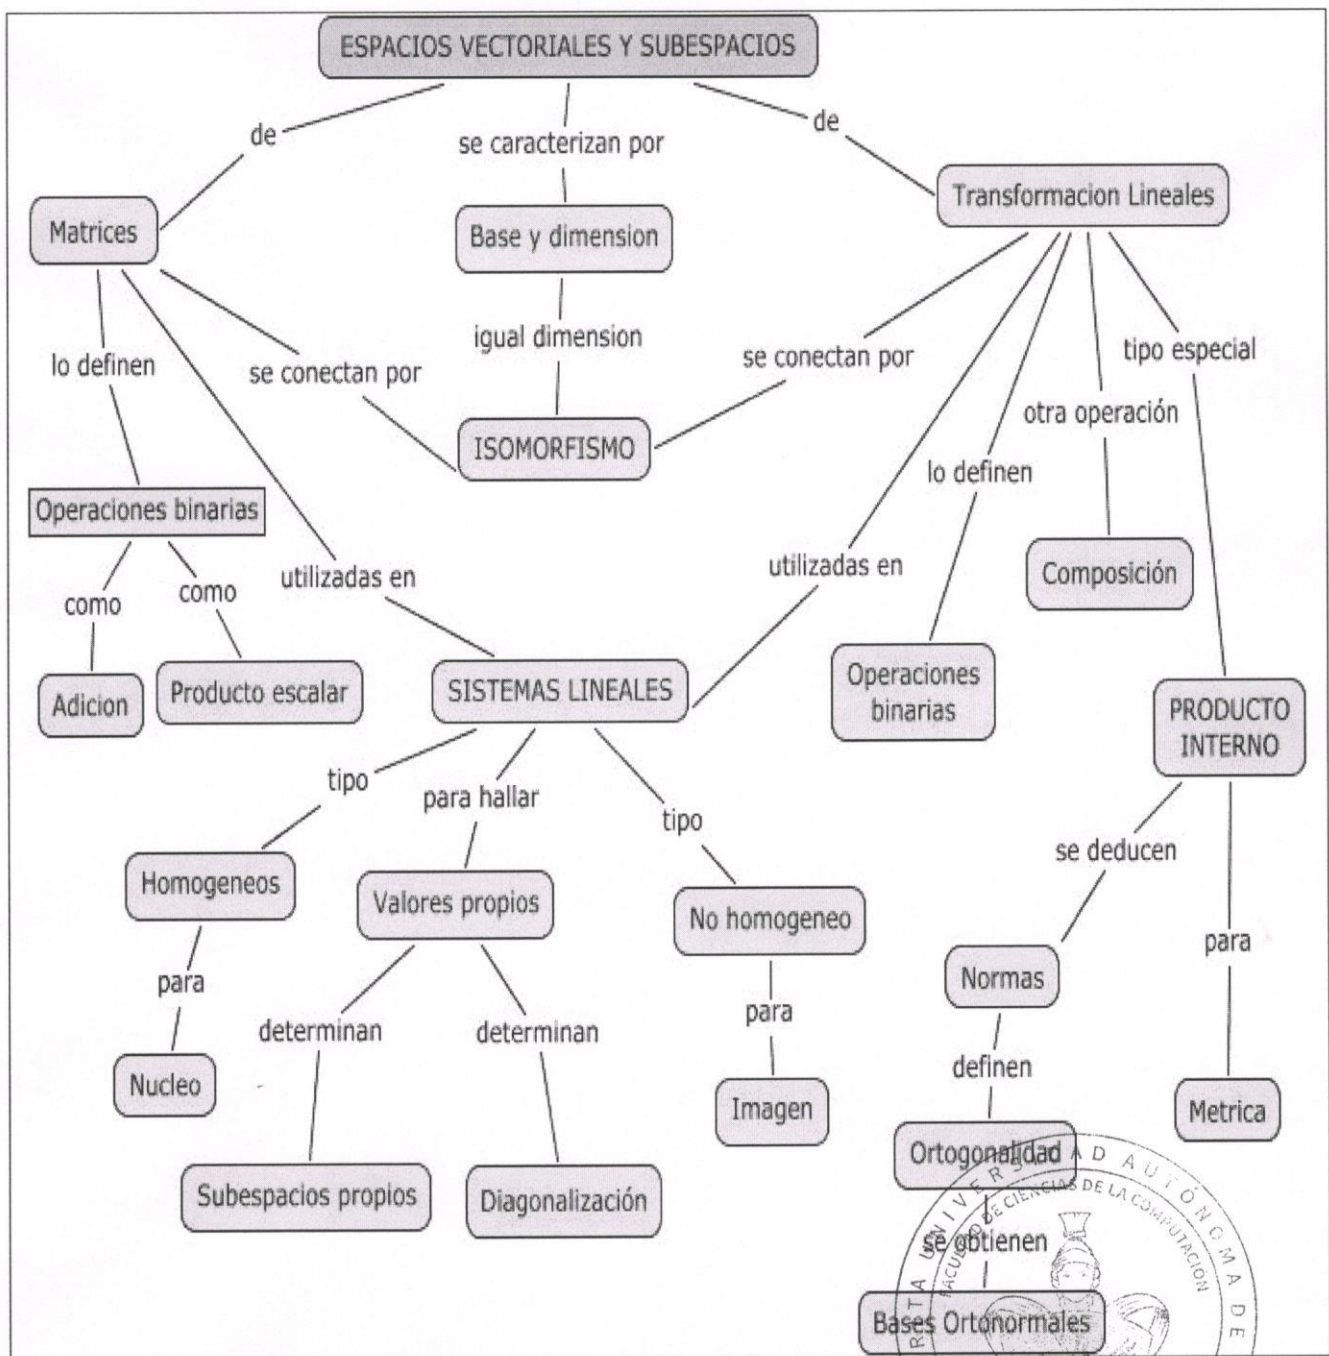 ESPACIOS VECTORIALES Y SUBESPACIOS
de
se caracterizan por
de
Matrices
Base y dimension
Transformacion Lineales
lo definen
se conectan por
igual dimension
se conectan por
tipo especial
otra operación
ISOMORFISMO
lo definen
Operaciones binarias
utilizadas en
utilizadas en
Composición
como
como
Adicion
Producto escalar
SISTEMAS LINEALES
Operaciones
binarias
PRODUCTO
INTERNO
tipo
para hallar
tipo
se deducen
Homogeneos
Valores propios
No homogeneo
para
Normas
para
determinan
determinan
para
definen
Nucleo
Imagen
Metrica
Ortogonalidad
Subespacios propios
Diagonalización
se obtienen
Bases Ortonormales
UNIVERSIDAD AUTÓNOMA DE
FACULTAD DE CIENCIAS DE LA COMPUTACIÓN